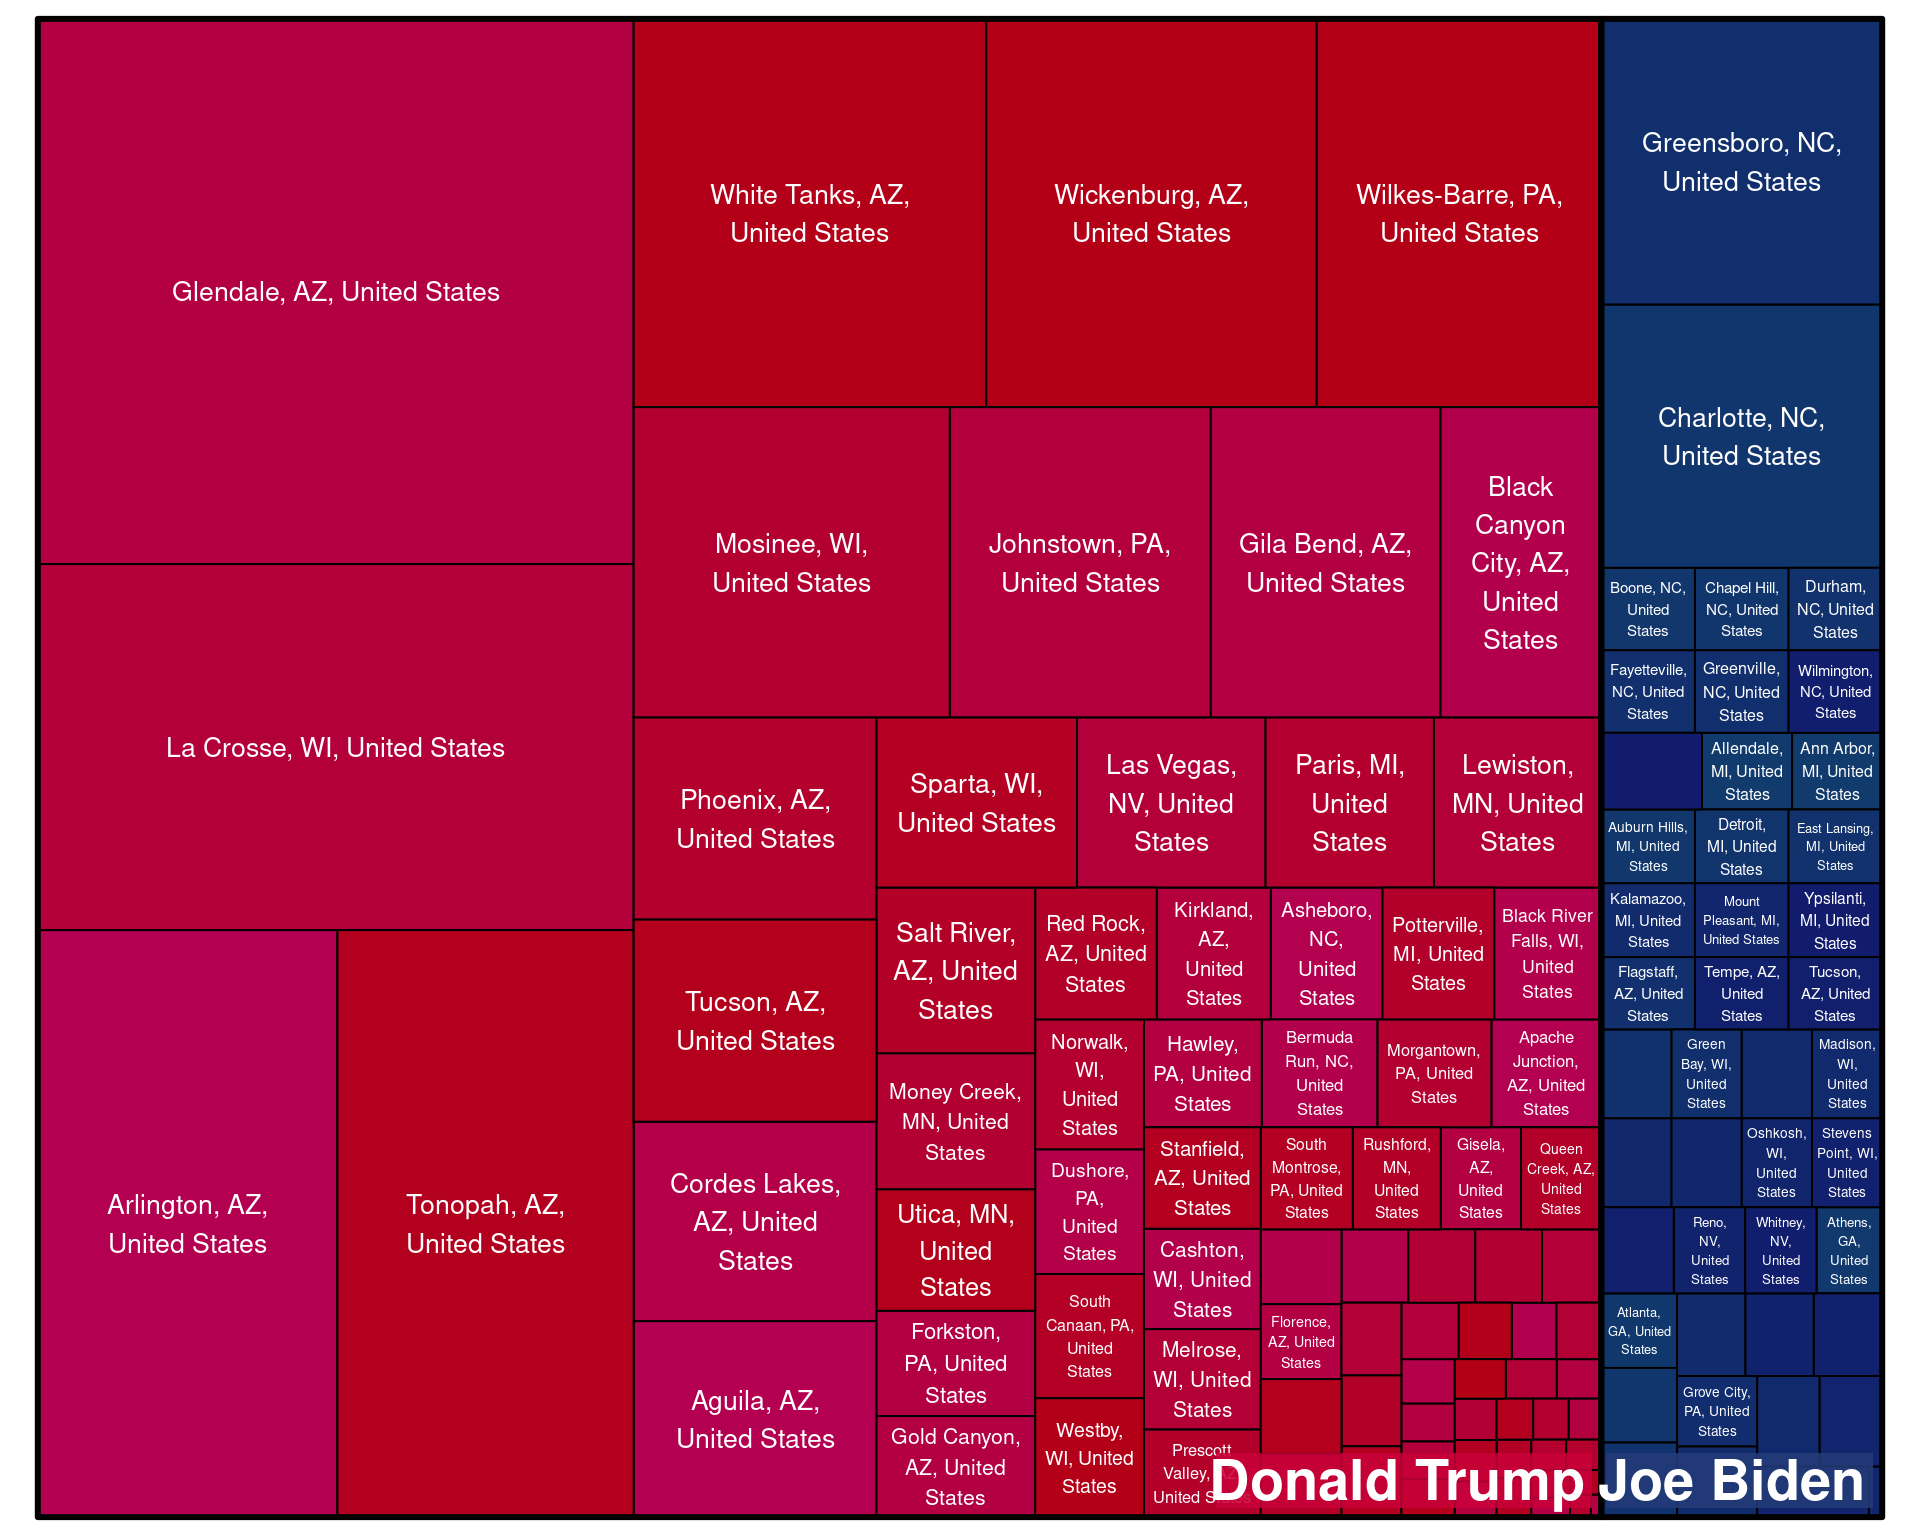 Glendale, AZ, United States
La Crosse, WI, United States
Arlington, AZ,
United States
Tonopah, AZ,
United States
White Tanks, AZ,
United States
Wickenburg, AZ,
United States
Wilkes-Barre, PA,
United States
Mosinee, WI,
United States
Johnstown, PA,
United States
Gila Bend, AZ,
United States
Black
Canyon
City, AZ,
United
States
Phoenix, AZ,
United States
Tucson, AZ,
United States
Cordes Lakes,
AZ, United
States
Aguila, AZ,
United States
Sparta, WI,
United States
Las Vegas,
NV, United
States
Paris, MI,
United
States
Lewiston,
MN, United
States
Salt River,
AZ, United
States
Money Creek,
MN, United
States
Utica, MN,
United
States
Forkston,
PA, United
States
Gold Canyon,
AZ, United
States
Red Rock,
AZ, United
States
Kirkland,
AZ,
United
States
Asheboro,
NC,
United
States
Potterville,
MI, United
States
Black River
Falls, WI,
United
States
Norwalk,
WI,
United
States
Dushore,
PA,
United
States
South
Canaan, PA,
United
States
Westby,
WI, United
States
Hawley,
PA, United
States
Bermuda
Run, NC,
United
States
Morgantown,
PA, United
States
Apache
Junction,
AZ, United
States
Stanfield,
AZ, United
States
Cashton,
WI, United
States
Melrose,
WI, United
States
Prescott
Valley, AZ,
United States
South
Montrose,
PA, United
States
Rushford,
MN,
United
States
Gisela,
AZ,
United
States
Queen
Creek, AZ,
United
States
Florence,
AZ, United
States
Donald Trump
Greensboro, NC,
United States
Charlotte, NC,
United States
Boone, NC,
United
States
Chapel Hill,
NC, United
States
Durham,
NC, United
States
Fayetteville,
NC, United
States
Greenville,
NC, United
States
Wilmington,
NC, United
States
Allendale,
MI, United
States
Ann Arbor,
MI, United
States
Auburn Hills,
MI, United
States
Detroit,
MI, United
States
East Lansing,
MI, United
States
Kalamazoo,
MI, United
States
Mount
Pleasant, MI,
United States
Ypsilanti,
MI, United
States
Flagstaff,
AZ, United
States
Tempe, AZ,
United
States
Tucson,
AZ, United
States
Green
Bay, WI,
United
States
Madison,
WI,
United
States
Oshkosh,
WI,
United
States
Stevens
Point, WI,
United
States
Reno,
NV,
United
States
Whitney,
NV,
United
States
Athens,
GA,
United
States
Atlanta,
GA, United
States
Grove City,
PA, United
States
Joe Biden